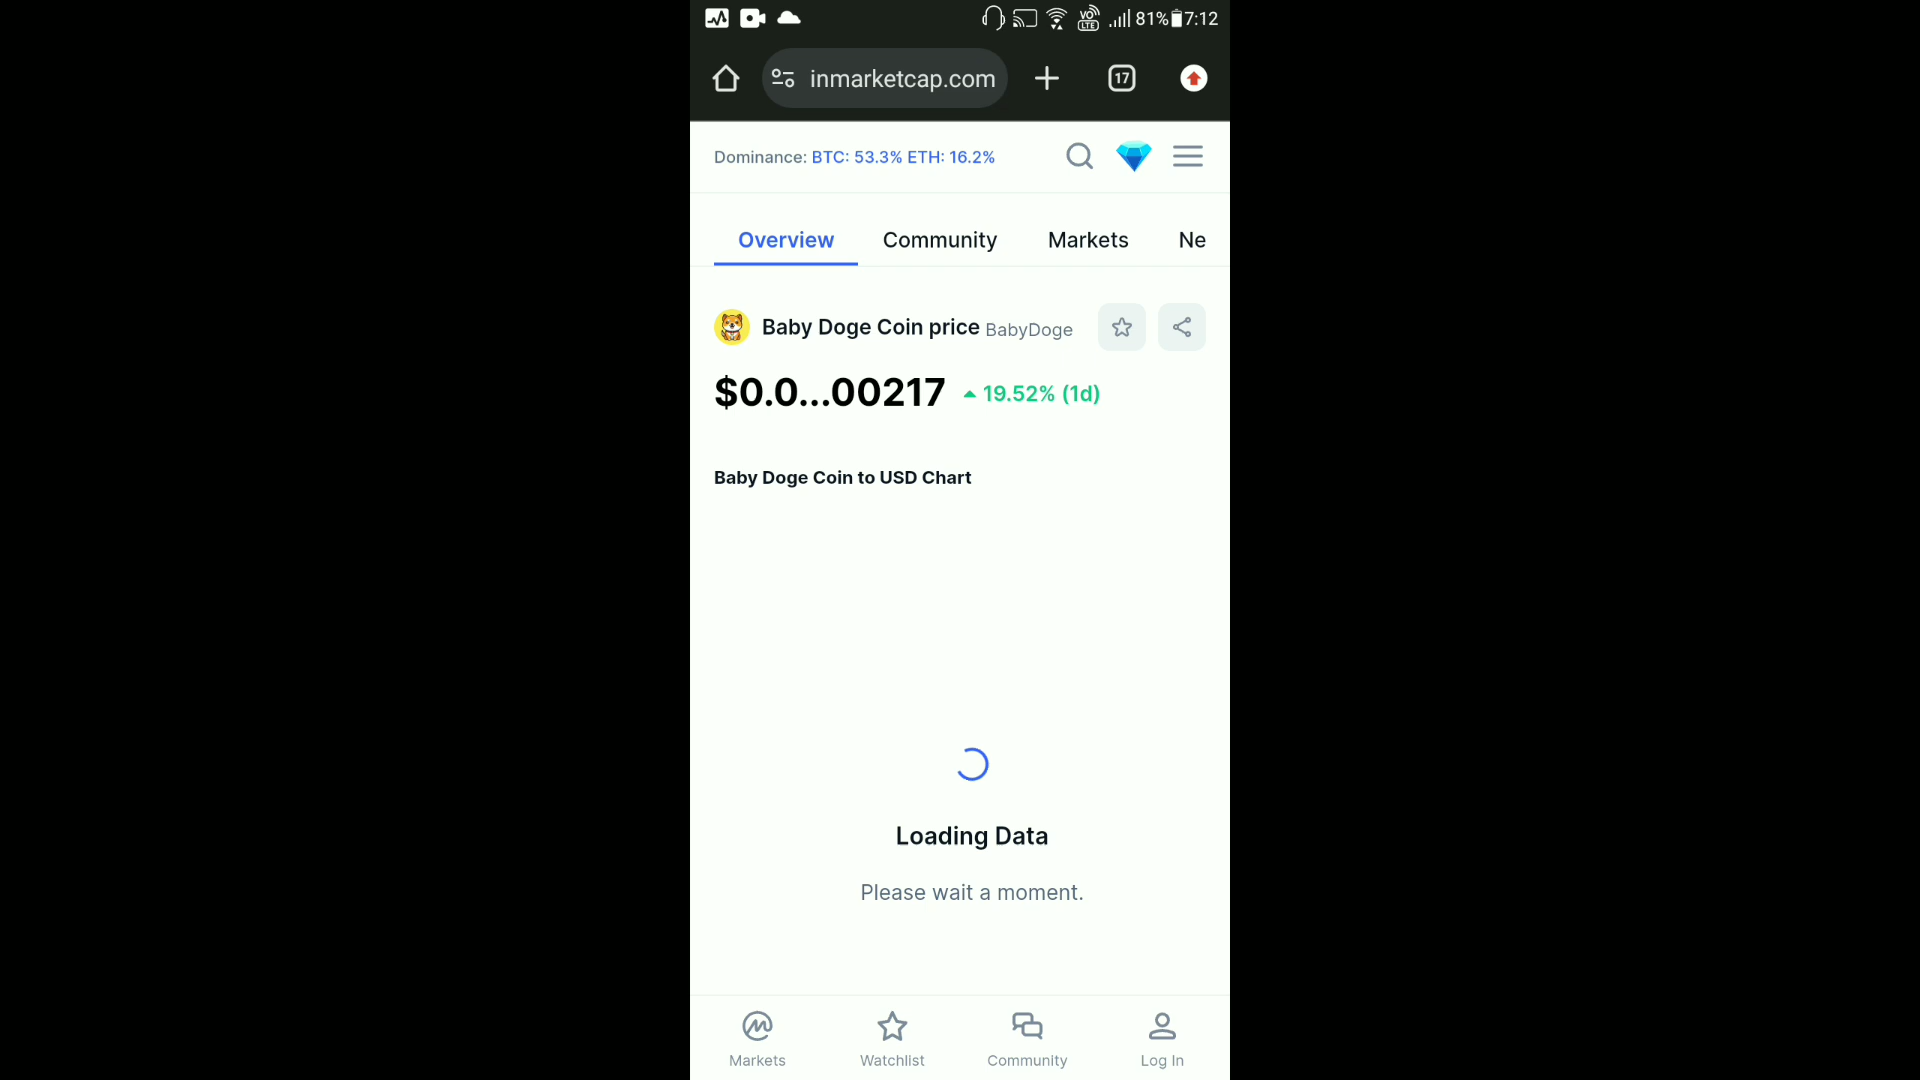 VO LTE 81% 7:12
inmarketcap.com 17
Dominance: BTC: 53.3% ETH: 16.2%
Overview Community Markets Ne
Baby Doge Coin price BabyDoge
$0.0...00217 19.52% (1d)
Baby Doge Coin to USD Chart
Loading Data
Please wait a moment.
Markets Watchlist Community Log In